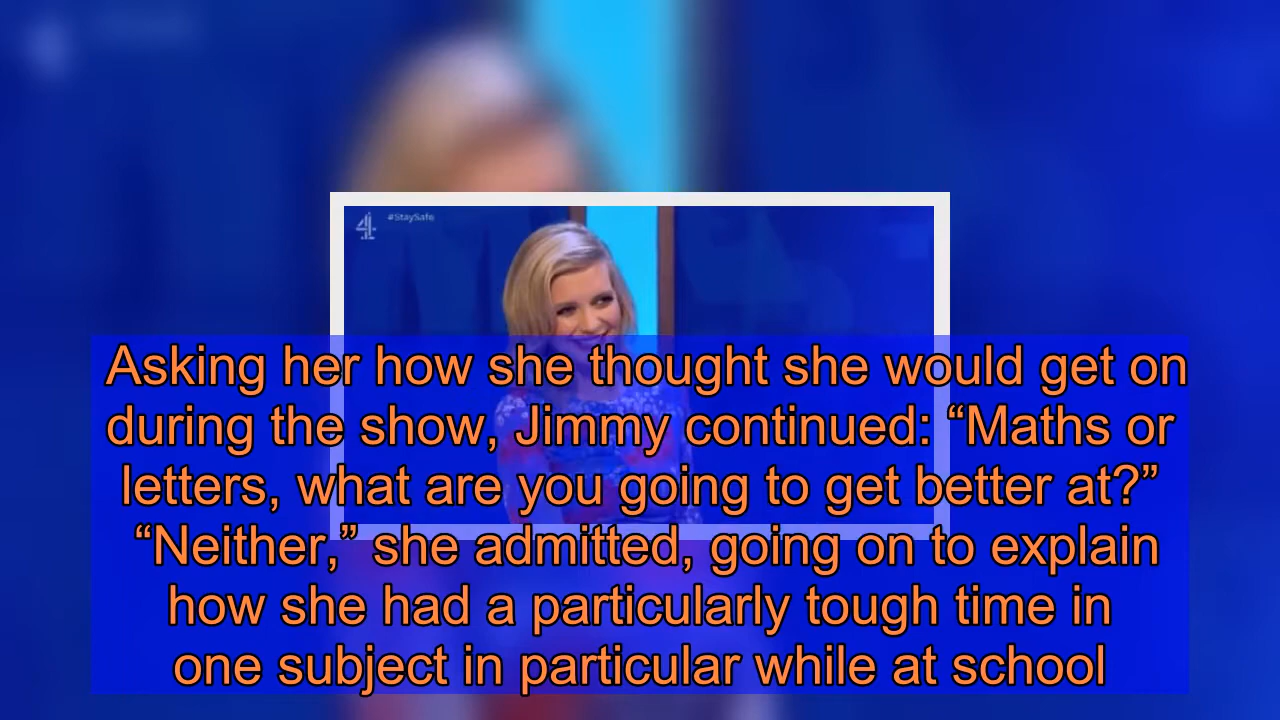 4
#StaySafe
Asking her how she thought she would get on
during the show, Jimmy continued: “Maths or
letters, what are you going to get better at?”
“Neither,” she admitted, going on to explain
how she had a particularly tough time in
one subject in particular while at school